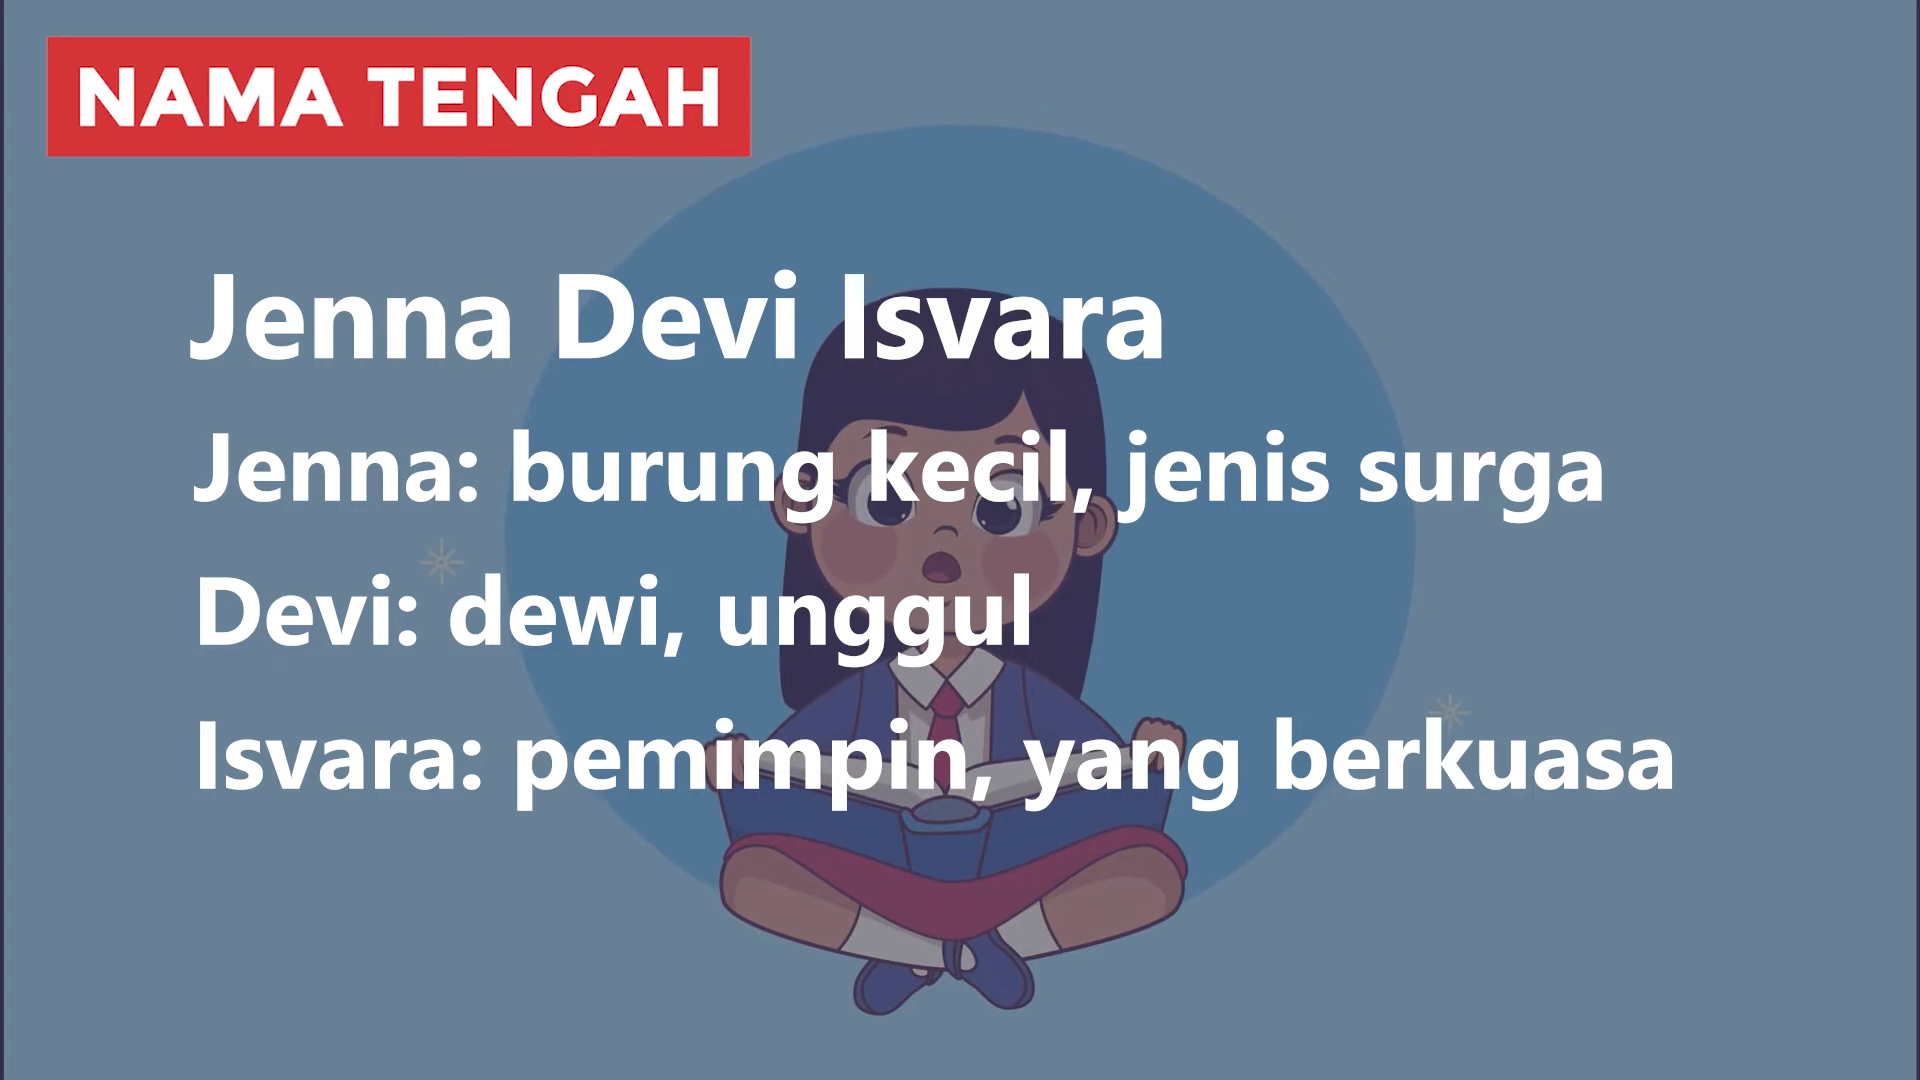 NAMA TENGAH
Jenna Devi Isvara
Jenna: burung kecil, jenis surga
Devi: dewi, unggul
Isvara: pemimpin, yang berkuasa